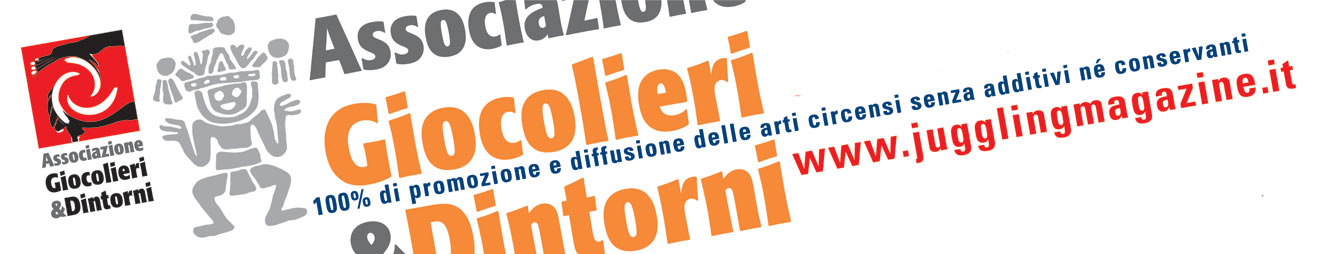 Associazione
Giocolieri
&Dintorni
Associazione
Giocolieri
100% di promozione e diffusione delle arti circensi senza additivi né conservanti
www.jugglingmagazine.it
&Dintorni